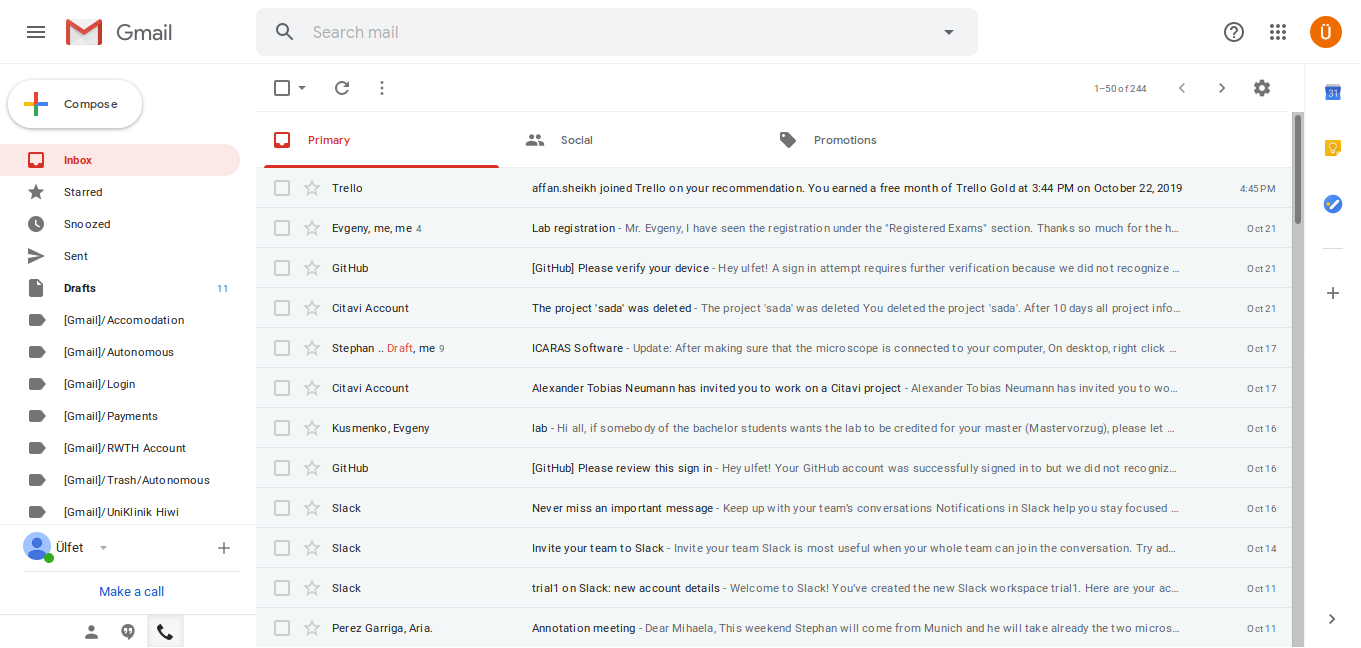 Gmail
Search mail
Ü
Compose
1–50 of 244
31
Primary
Social
Promotions
Inbox
Starred
Snoozed
Sent
Drafts 11
[Gmail]/Accomodation
[Gmail]/Autonomous
[Gmail]/Login
[Gmail]/Payments
[Gmail]/RWTH Account
[Gmail]/Trash/Autonomous
[Gmail]/UniKlinik Hiwi
Ülfet
Make a call
Trello affan.sheikh joined Trello on your recommendation. You earned a free month of Trello Gold at 3:44 PM on October 22, 2019 4:45 PM
Evgeny, me, me 4 Lab registration - Mr. Evgeny, I have seen the registration under the "Registered Exams" section. Thanks so much for the h… Oct 21
GitHub [GitHub] Please verify your device - Hey ulfet! A sign in attempt requires further verification because we did not recognize … Oct 21
Citavi Account The project 'sada' was deleted - The project 'sada' was deleted You deleted the project 'sada'. After 10 days all project info… Oct 21
Stephan .. Draft, me 9 ICARAS Software - Update: After making sure that the microscope is connected to your computer, On desktop, right click … Oct 17
Citavi Account Alexander Tobias Neumann has invited you to work on a Citavi project - Alexander Tobias Neumann has invited you to wo… Oct 17
Kusmenko, Evgeny lab - Hi all, if somebody of the bachelor students wants the lab to be credited for your master (Mastervorzug), please let … Oct 16
GitHub [GitHub] Please review this sign in - Hey ulfet! Your GitHub account was successfully signed in to but we did not recogniz… Oct 16
Slack Never miss an important message - Keep up with your team's conversations Notifications in Slack help you stay focused … Oct 16
Slack Invite your team to Slack - Invite your team Slack is most useful when your whole team can join the conversation. Try ad… Oct 14
Slack trial1 on Slack: new account details - Welcome to Slack! You've created the new Slack workspace trial1. Here are your ac… Oct 11
Perez Garriga, Aria. Annotation meeting - Dear Mihaela, This weekend Stephan will come from Munich and he will take already the two micros… Oct 11